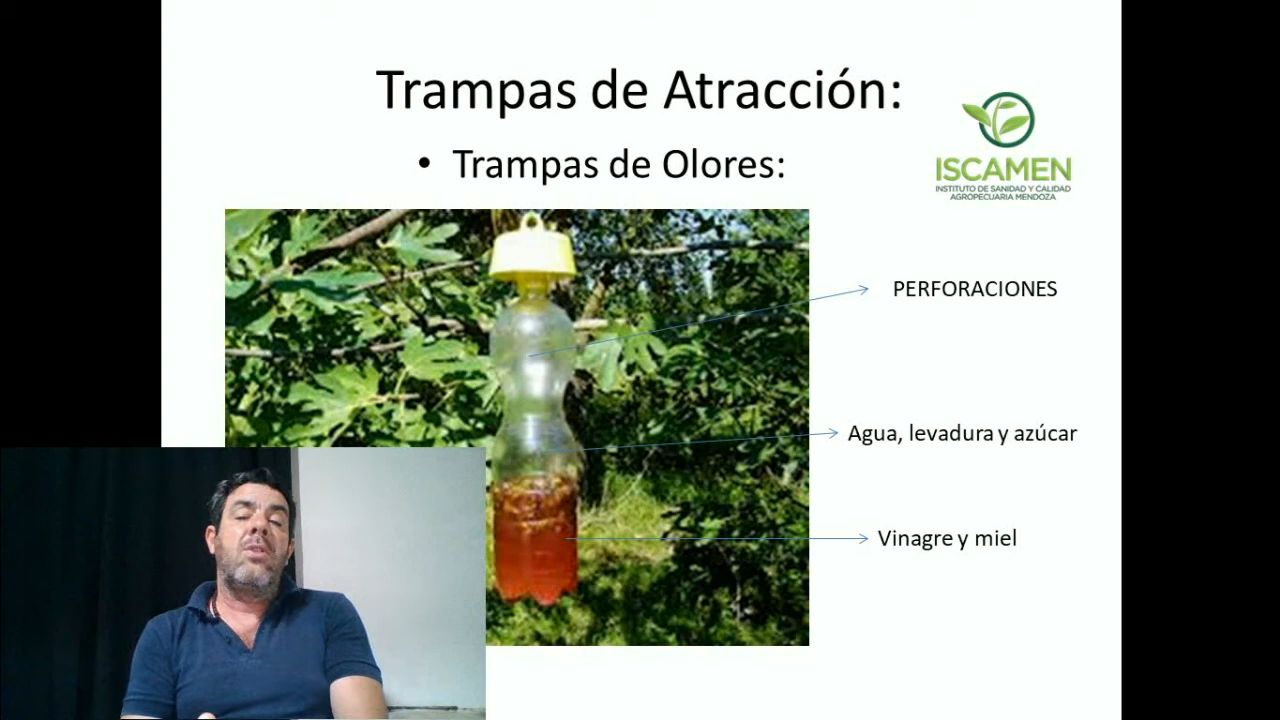 Trampas de Atracción:
• Trampas de Olores:
ISCAMEN
INSTITUTO DE SANIDAD Y CALIDAD
AGROPECUARIA MENDOZA
PERFORACIONES
Agua, levadura y azúcar
Vinagre y miel